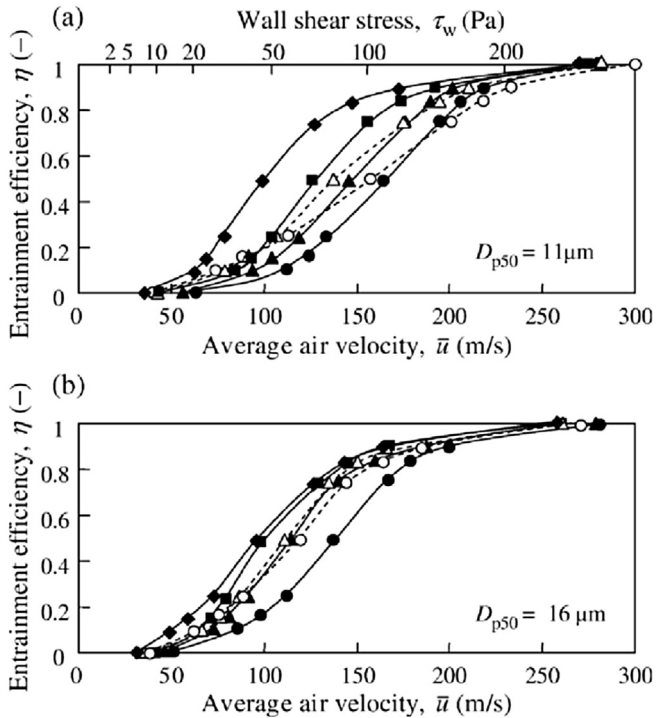 (a)
Wall shear stress, τw (Pa)
2 5 10 20 50 100 200
Entrainment efficiency, η (−)
1
0.8
0.6
0.4
0.2
0
Dp50 = 11μm
50 100 150 200 250 300
Average air velocity, u̅ (m/s)
(b)
Entrainment efficiency, η (−)
1
0.8
0.6
0.4
0.2
0
Dp50 = 16 μm
50 100 150 200 250 300
Average air velocity, u̅ (m/s)